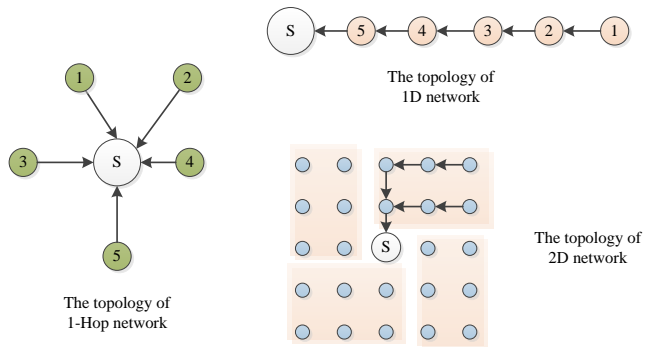 S
5
4
3
2
1
The topology of
1D network
1
2
3
S
4
5
The topology of
1-Hop network
S
The topology of
2D network